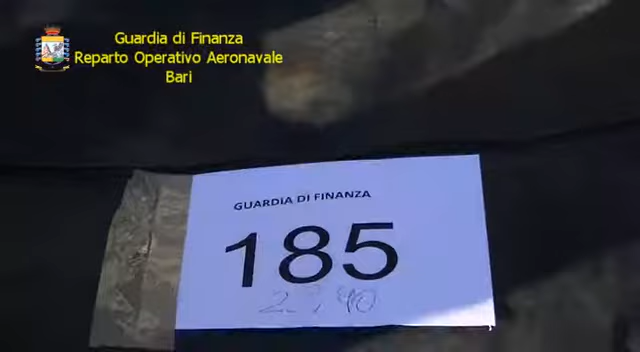 Guardia di Finanza
Reparto Operativo Aeronavale
Bari
GUARDIA DI FINANZA
185